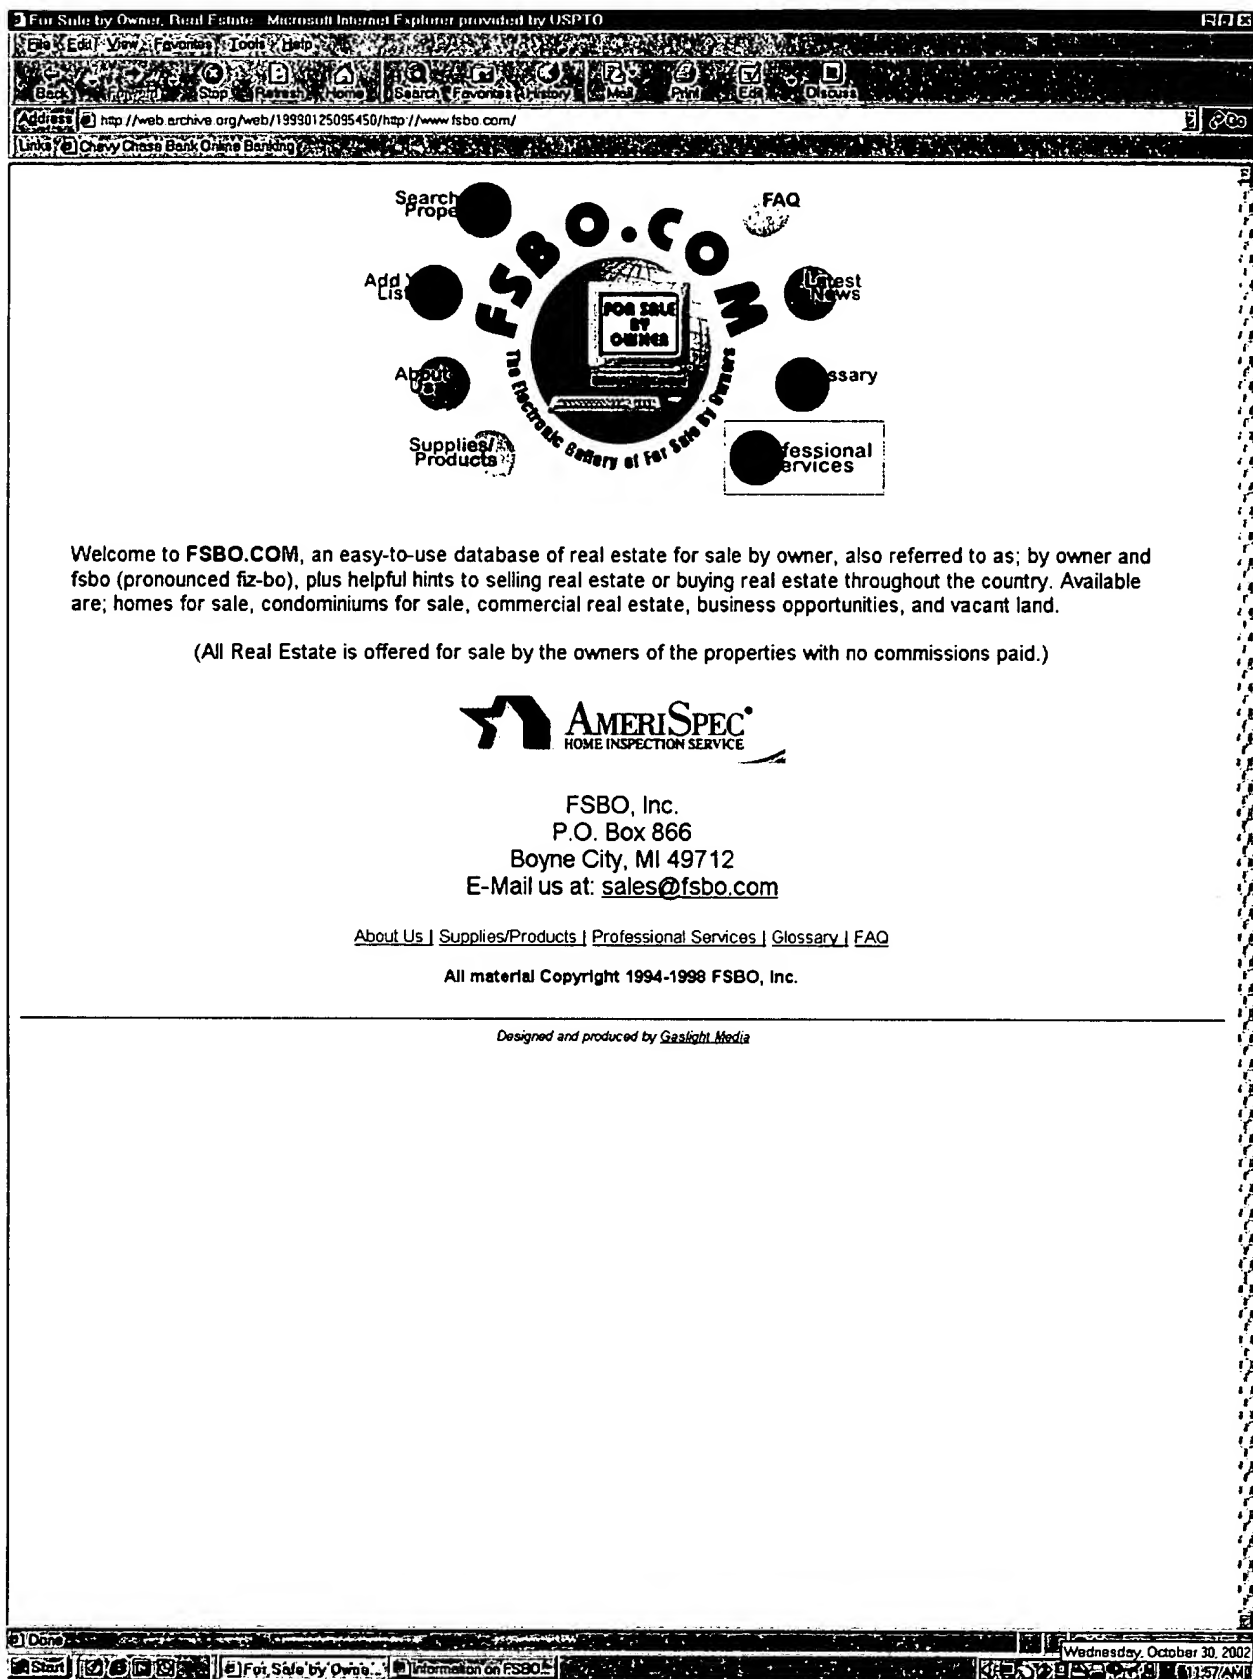 For Sale by Owner, Real Estate - Microsoft Internet Explorer provided by USPTO
File Edit View Favorites Tools Help
Back Forward Stop Refresh Home Search Favorites History Mail Print Edit Discuss
Address http://web.archive.org/web/19990125095450/http://www.fsbo.com/
Links Chevy Chase Bank Online Banking
Search
Prope
FAQ
FSBO.COM
Add
List
Latest
News
FOR SALE
BY
OWNER
About
Us
ssary
The Electronic Gallery of For Sale By Owners
Supplies/
Products
fessional
ervices
Welcome to FSBO.COM, an easy-to-use database of real estate for sale by owner, also referred to as; by owner and
fsbo (pronounced fiz-bo), plus helpful hints to selling real estate or buying real estate throughout the country. Available
are; homes for sale, condominiums for sale, commercial real estate, business opportunities, and vacant land.
(All Real Estate is offered for sale by the owners of the properties with no commissions paid.)
AMERISPEC
HOME INSPECTION SERVICE
FSBO, Inc.
P.O. Box 866
Boyne City, MI 49712
E-Mail us at: sales@fsbo.com
About Us | Supplies/Products | Professional Services | Glossary | FAQ
All material Copyright 1994-1998 FSBO, Inc.
Designed and produced by Gaslight Media
Done
Wednesday, October 30, 2002
Start For Sale by Owne... Information on FSBO... 11:57 AM